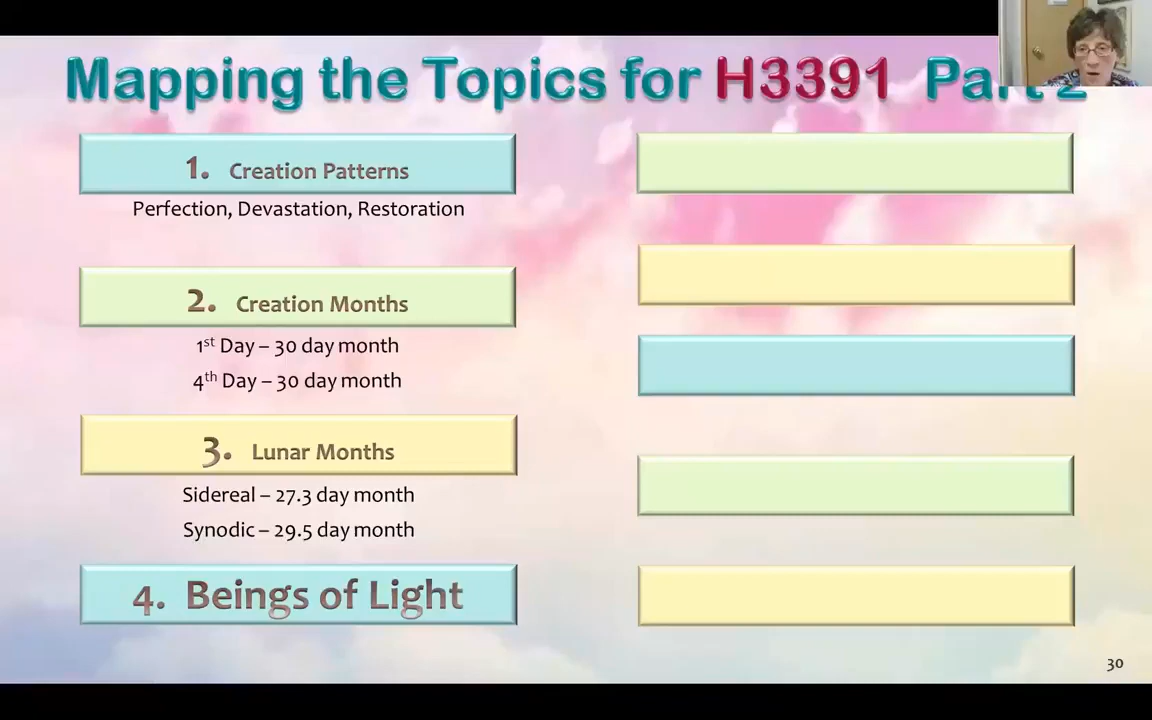 Mapping the Topics for H3391 Part 2
1. Creation Patterns
Perfection, Devastation, Restoration
2. Creation Months
1st Day – 30 day month
4th Day – 30 day month
3. Lunar Months
Sidereal – 27.3 day month
Synodic – 29.5 day month
4. Beings of Light
30